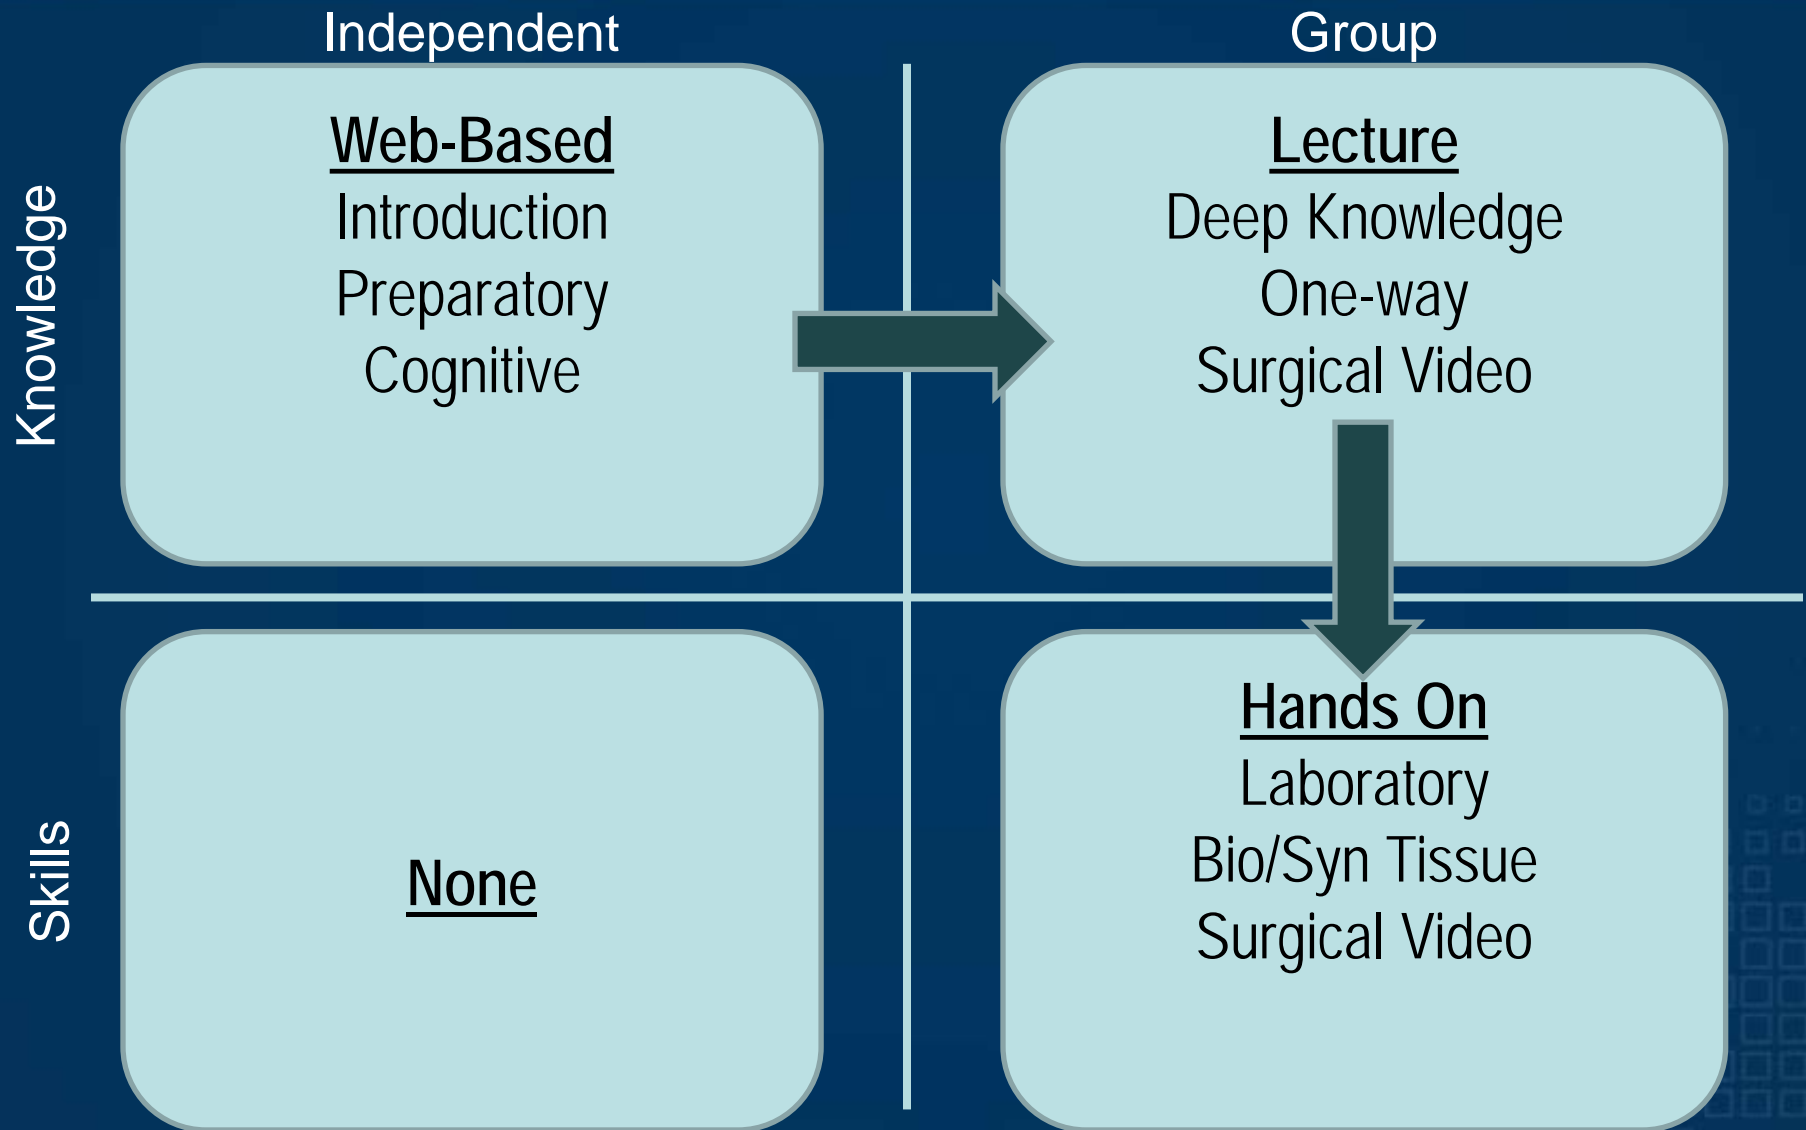 Independent
Group
Knowledge
Web-Based
Introduction
Preparatory
Cognitive
Lecture
Deep Knowledge
One-way
Surgical Video
Skills
None
Hands On
Laboratory
Bio/Syn Tissue
Surgical Video